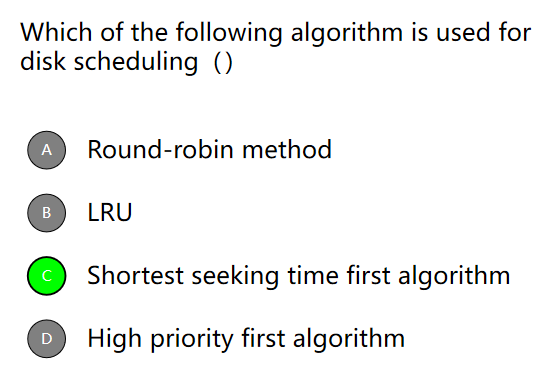 Which of the following algorithm is used for
disk scheduling（）
A Round-robin method
B LRU
C Shortest seeking time first algorithm
D High priority first algorithm